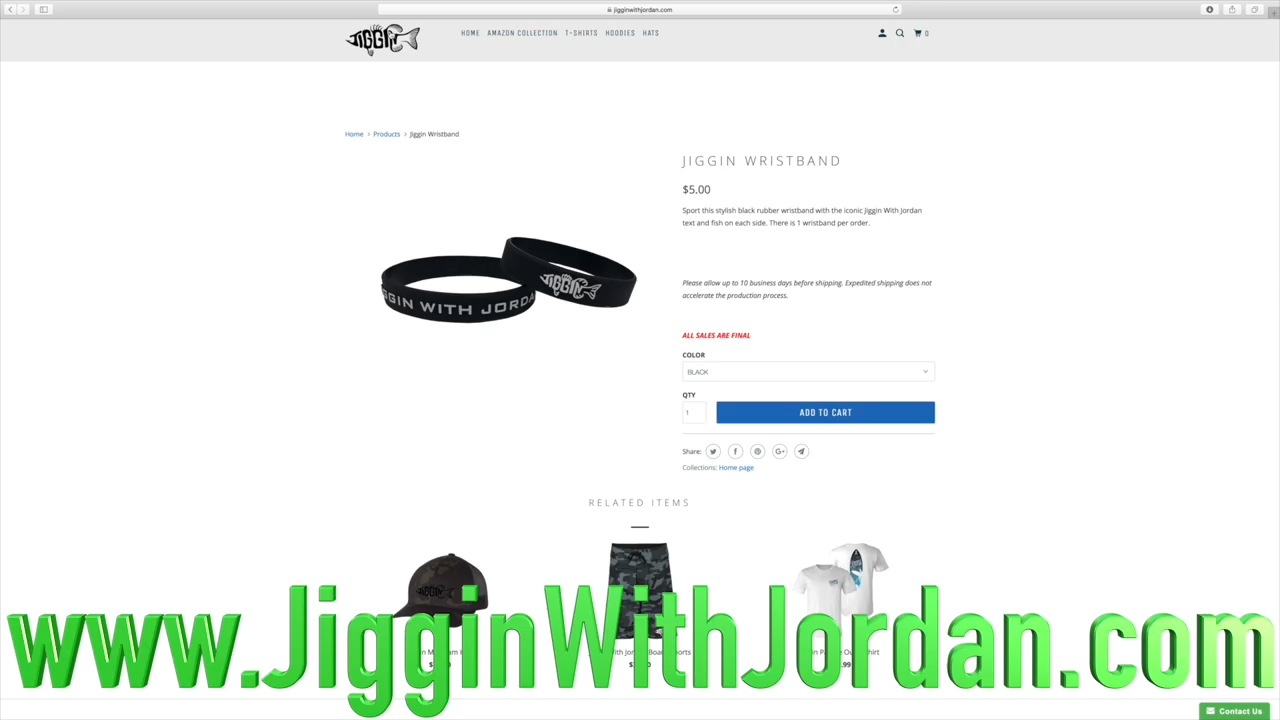 jigginwithjordan.com
JIGGIN
HOME AMAZON COLLECTION T-SHIRTS HOODIES HATS
0
Home > Products > Jiggin Wristband
JIGGIN WRISTBAND
$5.00
Sport this stylish black rubber wristband with the iconic Jiggin With Jordan
text and fish on each side. There is 1 wristband per order.
GGIN WITH JORDA
JIGGIN
Please allow up to 10 business days before shipping. Expedited shipping does not
accelerate the production process.
ALL SALES ARE FINAL
COLOR
BLACK
QTY
1
ADD TO CART
Share:
Collections: Home page
RELATED ITEMS
www.JigginWithJordan.com
Contact Us